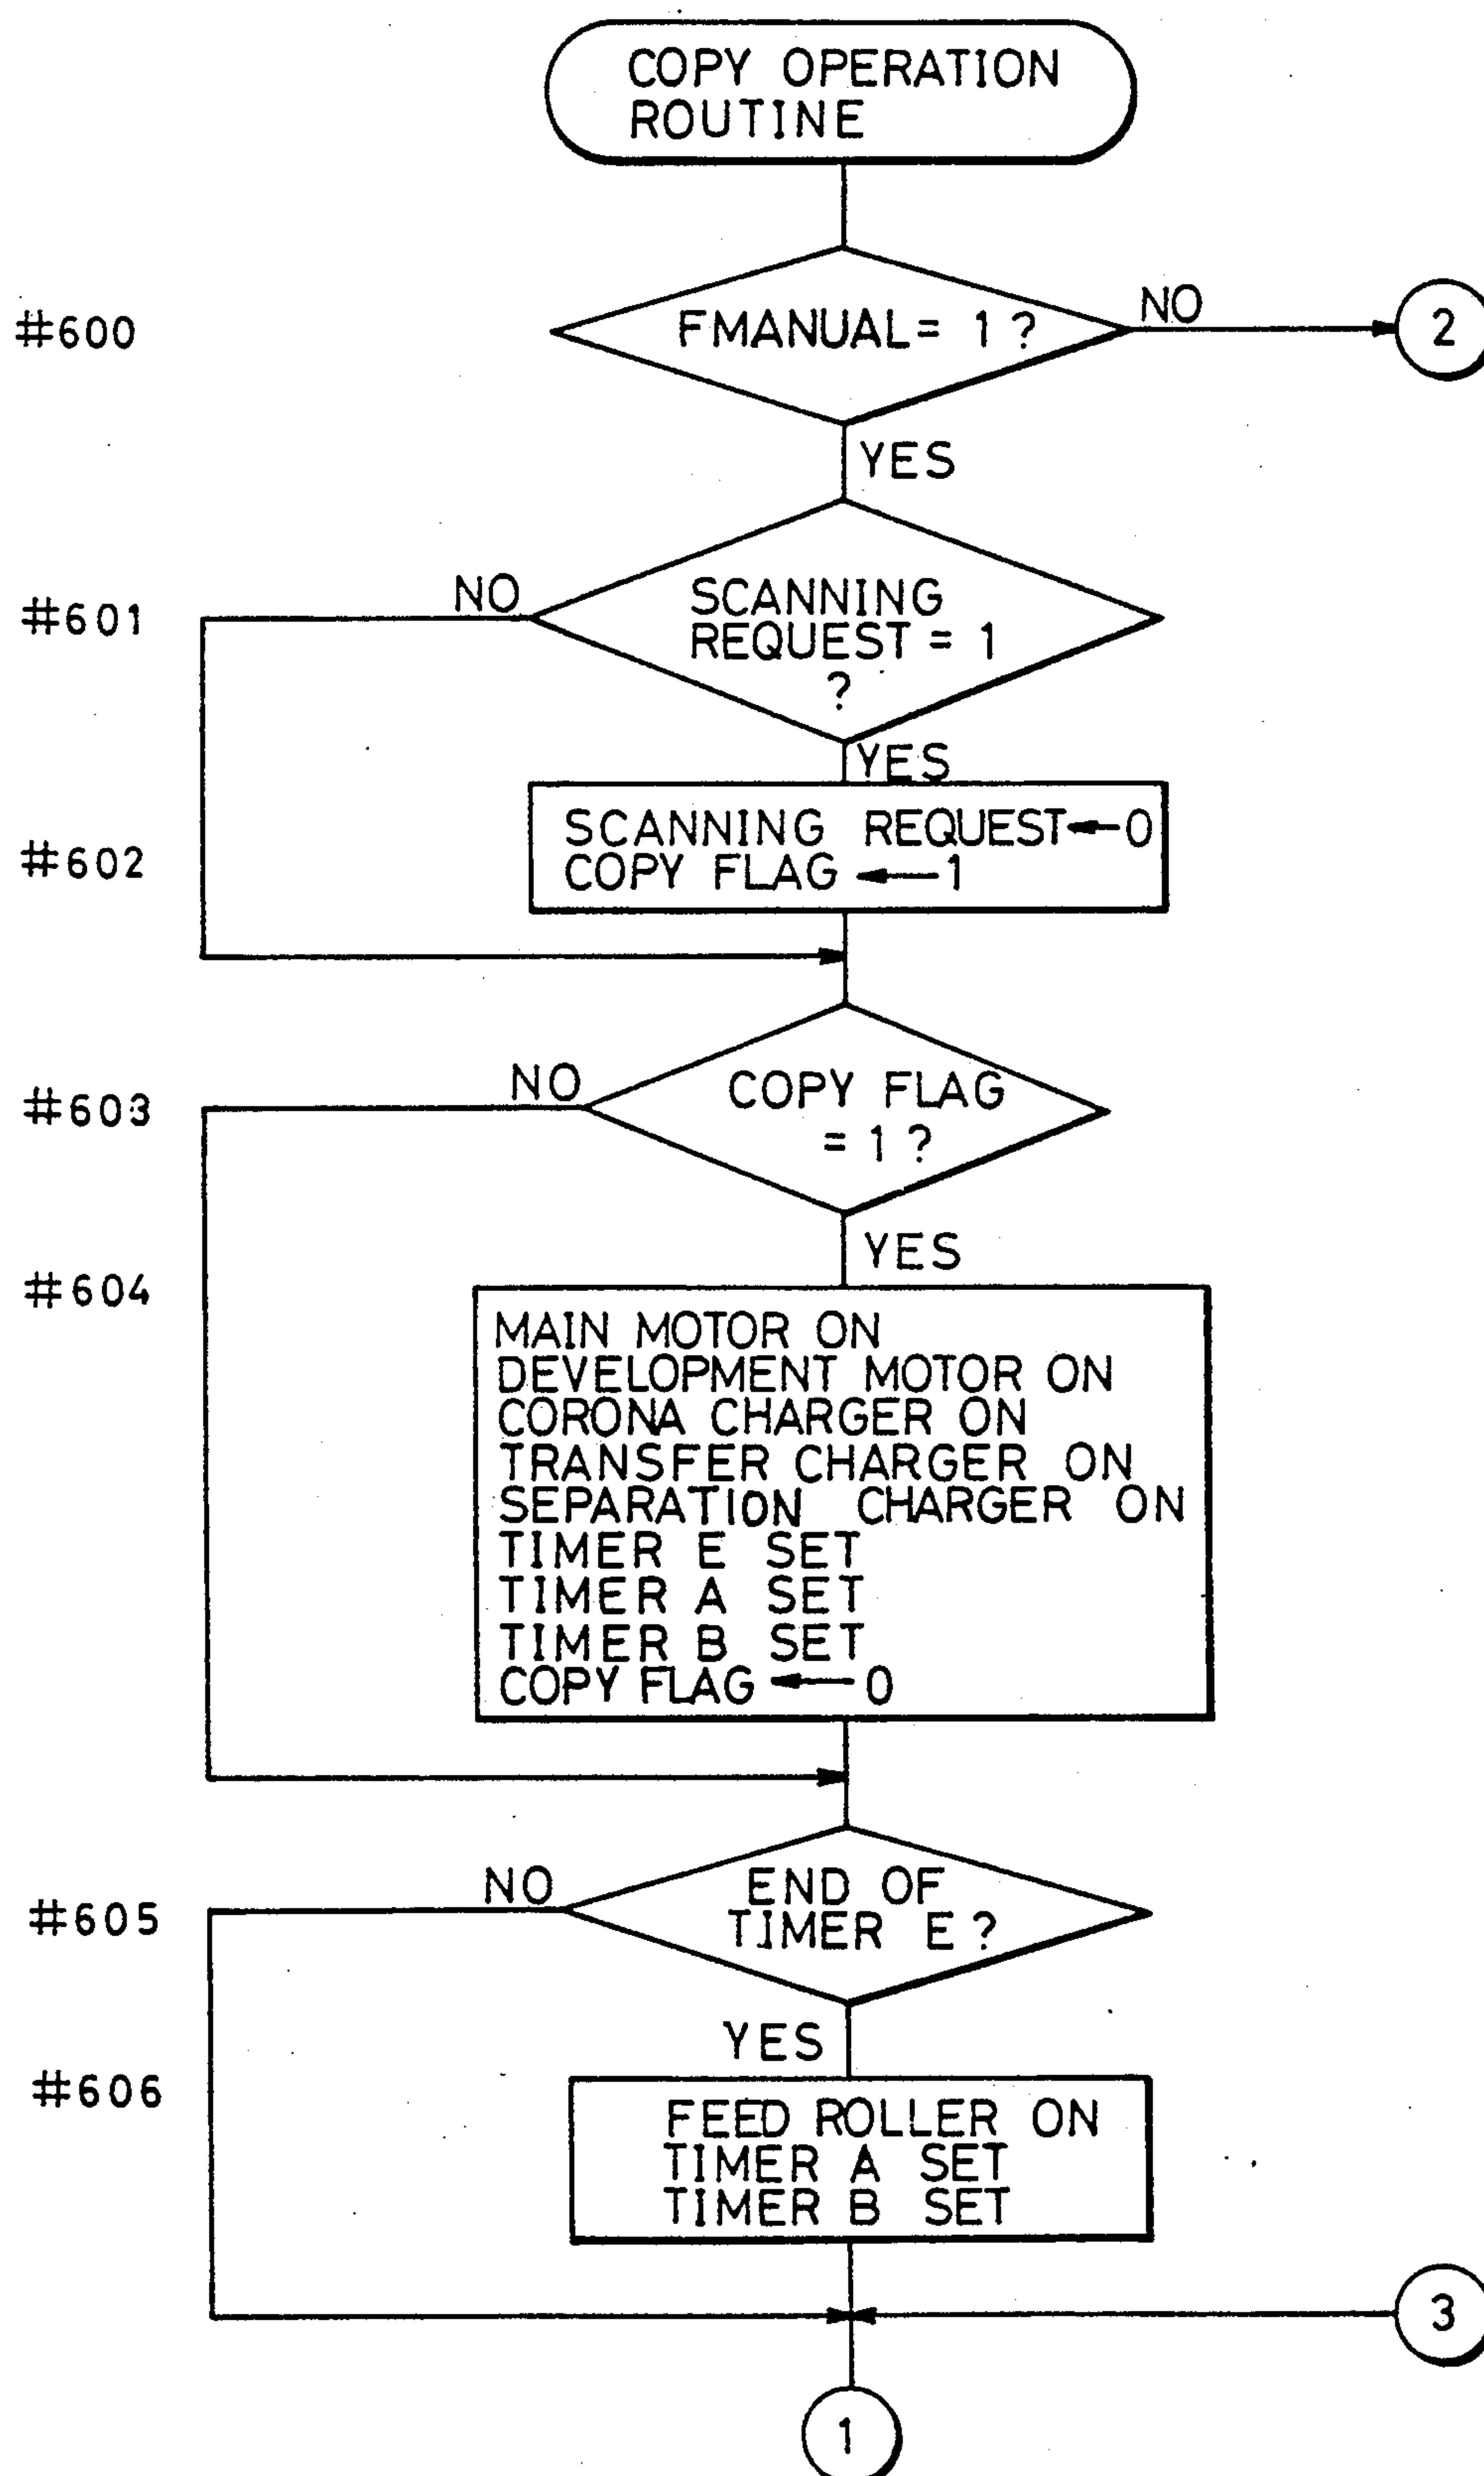 COPY OPERATION
ROUTINE
#600
FMANUAL= 1 ?
NO
2
YES
#601
NO
SCANNING
REQUEST = 1
?
YES
#602
SCANNING REQUEST←0
COPY FLAG ←1
#603
NO
COPY FLAG
= 1 ?
YES
#604
MAIN MOTOR ON
DEVELOPMENT MOTOR ON
CORONA CHARGER ON
TRANSFER CHARGER ON
SEPARATION CHARGER ON
TIMER E SET
TIMER A SET
TIMER B SET
COPY FLAG ←0
#605
NO
END OF
TIMER E ?
YES
#606
FEED ROLLER ON
TIMER A SET
TIMER B SET
3
1